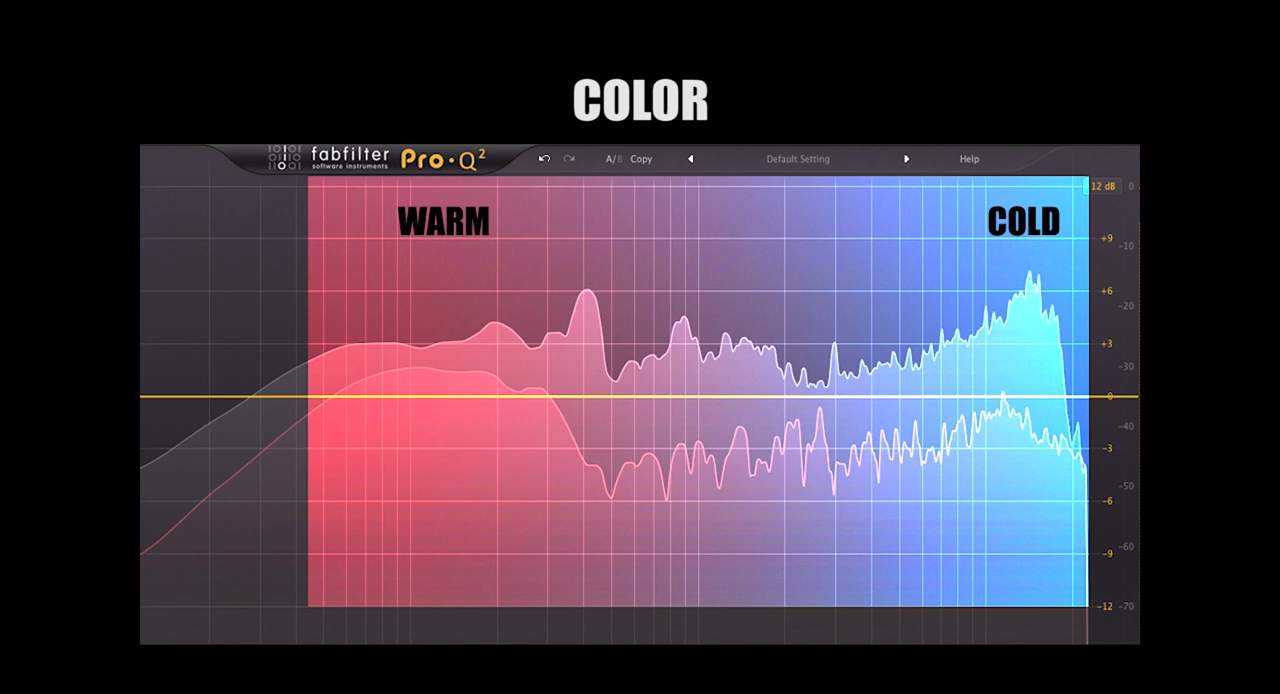 COLOR
fabfilter
software instruments
Pro·Q²
A/B Copy
Default Setting
Help
WARM
COLD
12 dB 0
+9
-10
+6
-20
+3
-30
0
-40
-3
-50
-6
-60
-9
-12 -70